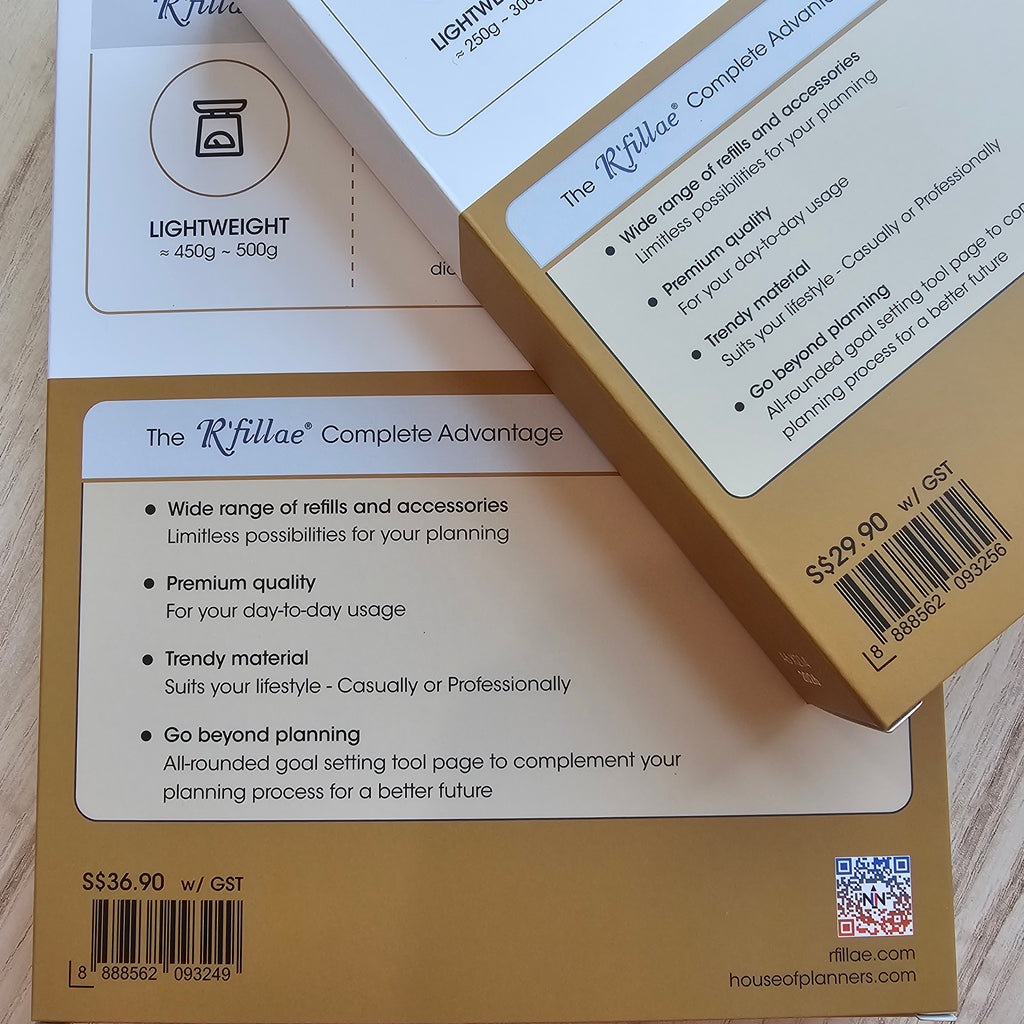 R'fillae
LIGHTWEIGHT
≈ 450g ~ 500g
The R'fillae® Complete Advantage
• Wide range of refills and accessories
Limitless possibilities for your planning
• Premium quality
For your day-to-day usage
• Trendy material
Suits your lifestyle - Casually or Professionally
• Go beyond planning
All-rounded goal setting tool page to complement your
planning process for a better future
S$36.90 w/ GST
8 888562 093249
NN
rfillae.com
houseofplanners.com
≈ 250g ~ 300g
The R'fillae® Complete
• Wide range of refills and accessories
Limitless possibilities for your planning
• Premium quality
For your day-to-day usage
• Trendy material
Suits your lifestyle - Casually or Professionally
• Go beyond planning
All-rounded goal setting tool page to
planning process for a better future
S$29.90 w/ GST
8 888562 093256